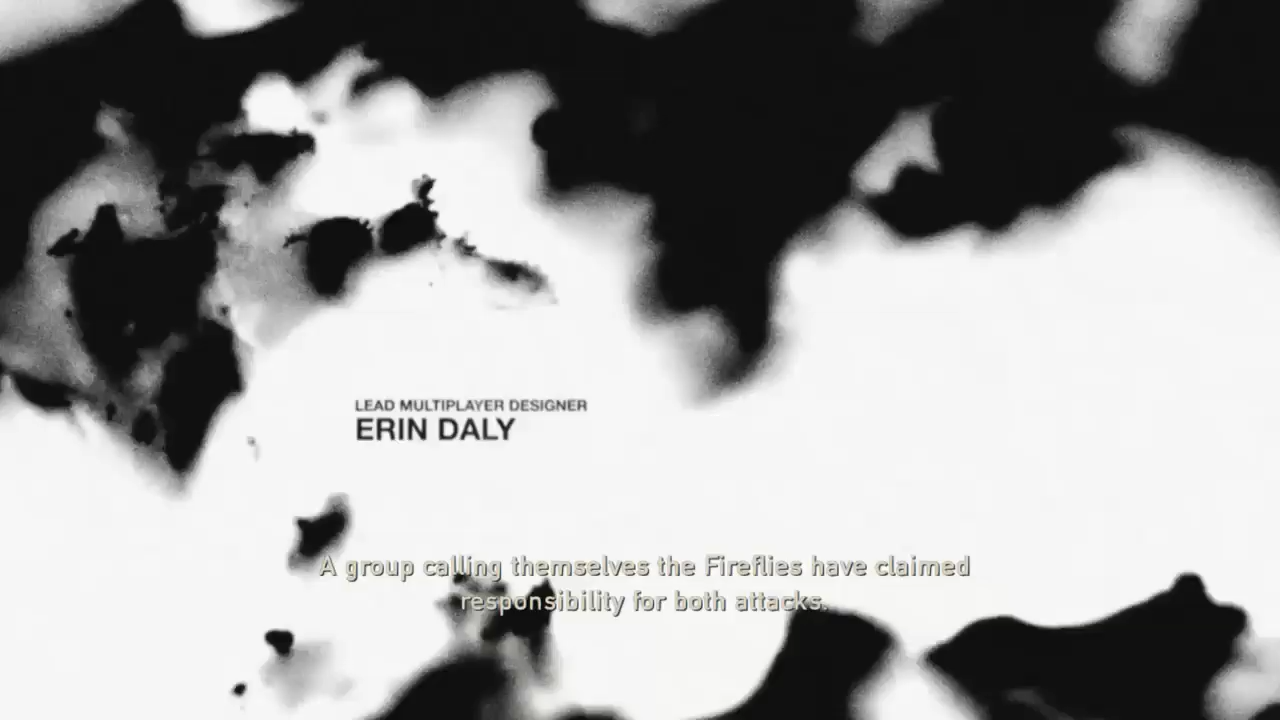 LEAD MULTIPLAYER DESIGNER
ERIN DALY
A group calling themselves the Fireflies have claimed
responsibility for both attacks.